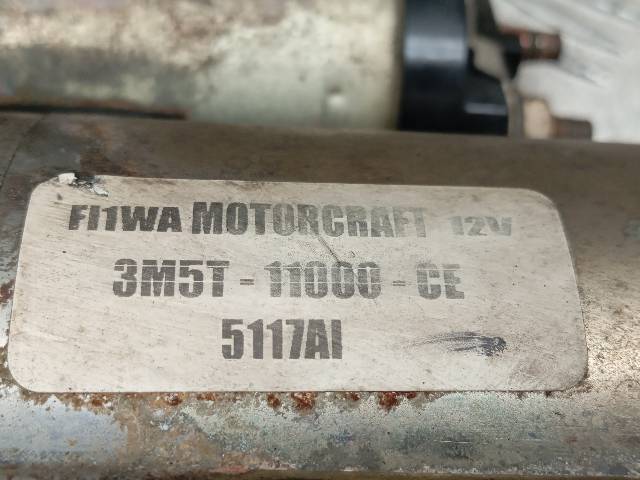 FI1WA MOTORCRAFT 12V
3M5T - 11000 - CE
5117AI